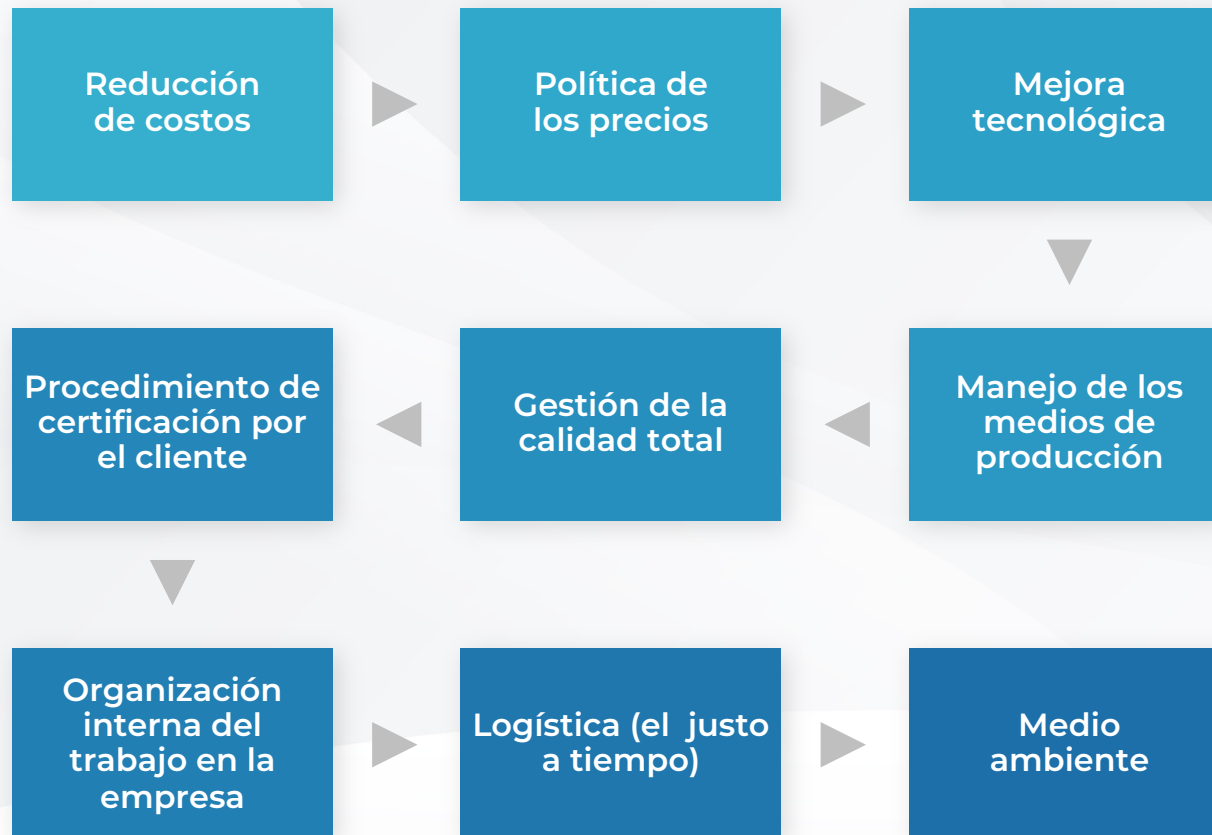 Reducción
de costos
Política de
los precios
Mejora
tecnológica
Manejo de los
medios de
producción
Gestión de la
calidad total
Procedimiento de
certificación por
el cliente
Organización
interna del
trabajo en la
empresa
Logística (el  justo
a tiempo)
Medio
ambiente